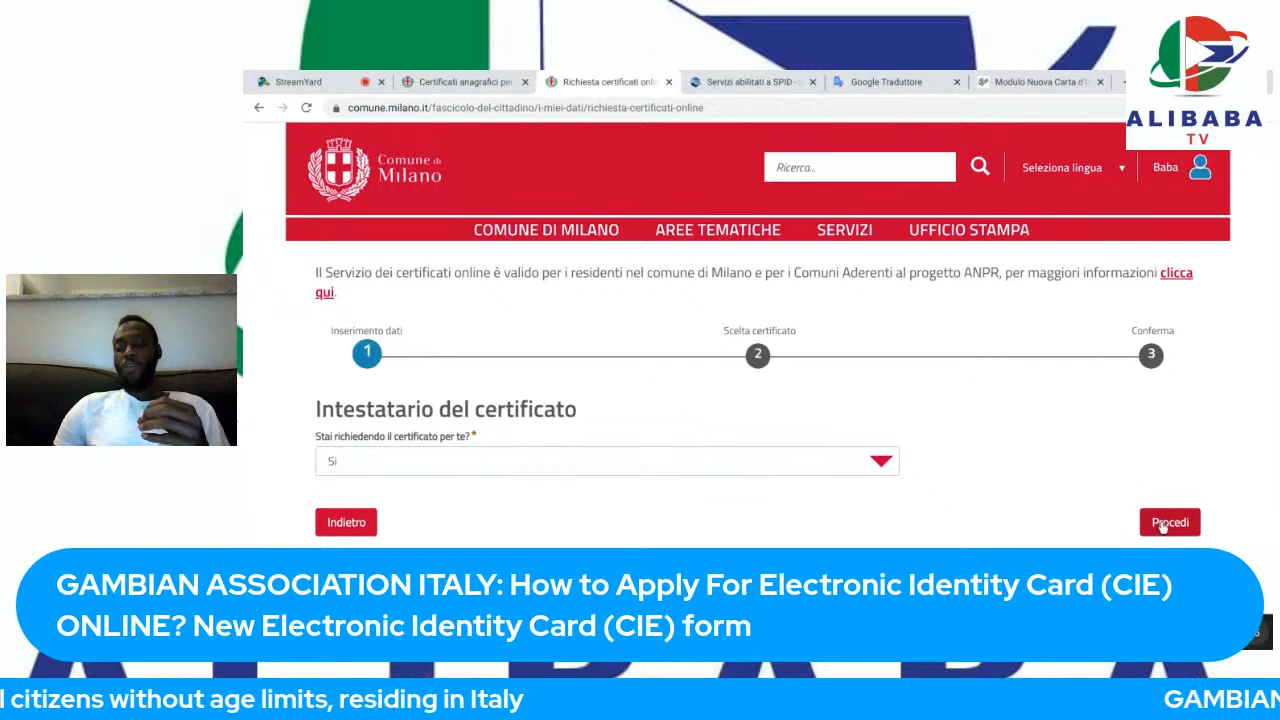 StreamYard
Certificati anagrafici per
Richiesta certificati onlin
Servizi abilitati a SPID -
Google Traduttore
Modulo Nuova Carta d'
comune.milano.it/fascicolo-del-cittadino/i-miei-dati/richiesta-certificati-online
ALIBABA
TV
Comune di
Milano
Ricerca...
Seleziona lingua
Baba
COMUNE DI MILANO AREE TEMATICHE SERVIZI UFFICIO STAMPA
Il Servizio dei certificati online è valido per i residenti nel comune di Milano e per i Comuni Aderenti al progetto ANPR, per maggiori informazioni clicca
qui.
Inserimento dati
Scelta certificato
Conferma
1
2
3
Intestatario del certificato
Stai richiedendo il certificato per te? *
Si
Indietro
Procedi
GAMBIAN ASSOCIATION ITALY: How to Apply For Electronic Identity Card (CIE)
ONLINE? New Electronic Identity Card (CIE) form
ALIBABA
l citizens without age limits, residing in Italy
GAMBIAN